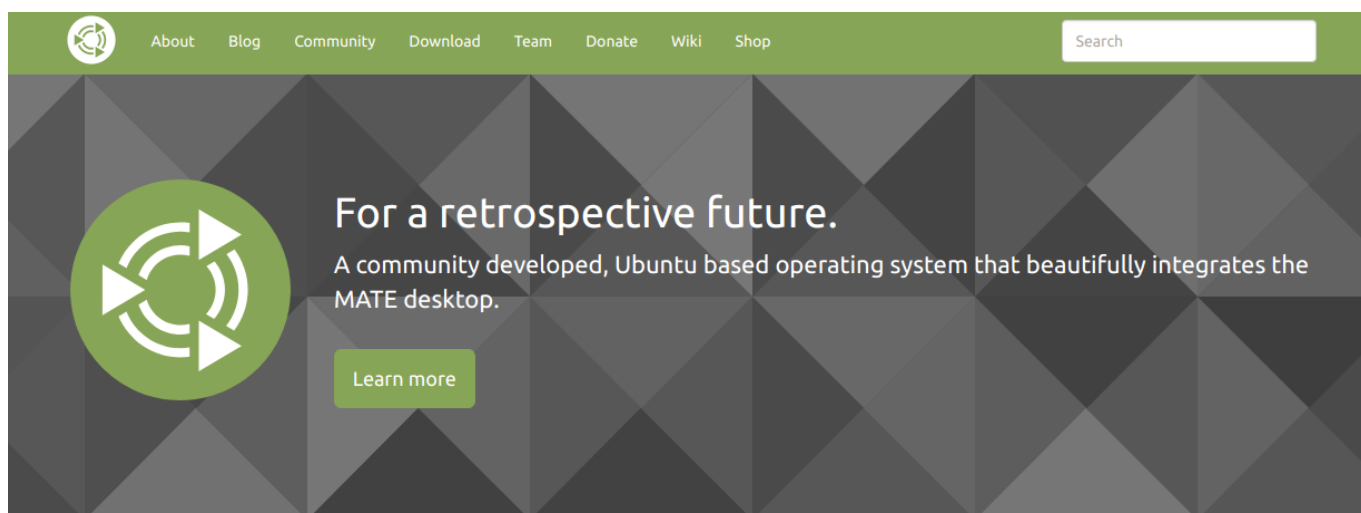 About Blog Community Download Team Donate Wiki Shop Search
For a retrospective future.
A community developed, Ubuntu based operating system that beautifully integrates the
MATE desktop.
Learn more